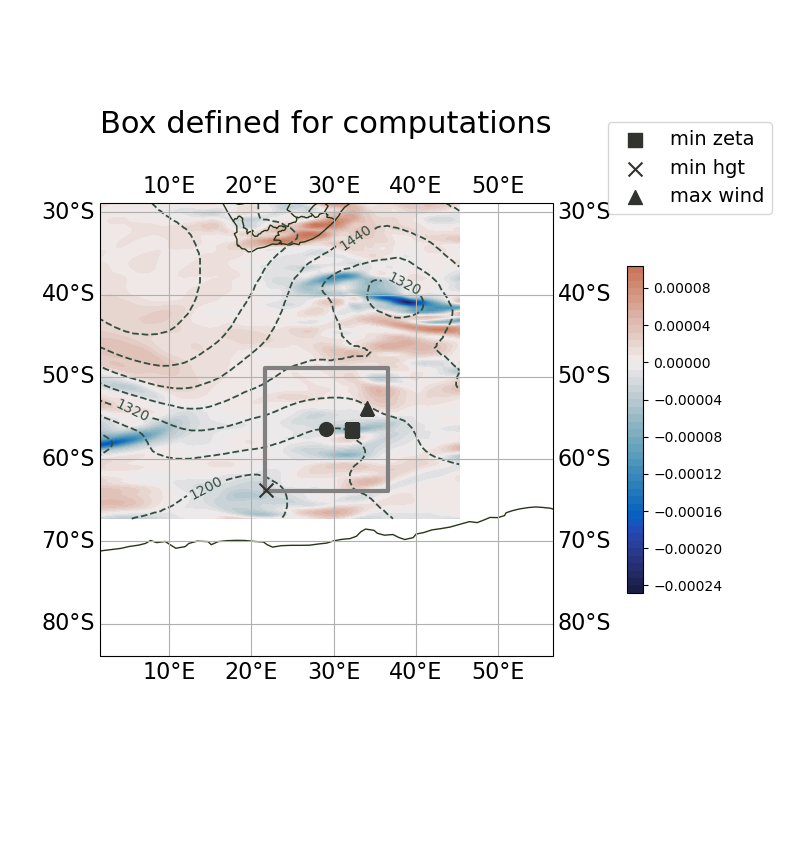 Box defined for computations
min zeta
min hgt
max wind
10°E 20°E 30°E 40°E 50°E
30°S 30°S
1440
1320
40°S 40°S
50°S 50°S
1320
60°S 60°S
1200
70°S 70°S
80°S 80°S
10°E 20°E 30°E 40°E 50°E
0.00008
0.00004
0.00000
−0.00004
−0.00008
−0.00012
−0.00016
−0.00020
−0.00024